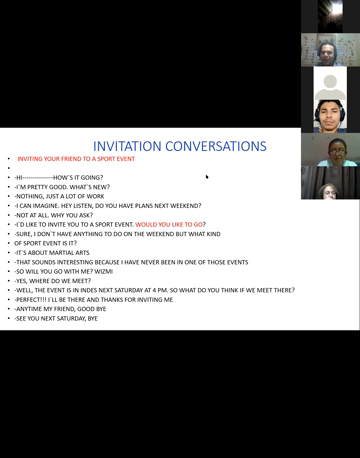 INVITATION CONVERSATIONS
INVITING YOUR FRIEND TO A SPORT EVENT
-HI---------------HOW´S IT GOING?
-I´M PRETTY GOOD. WHAT´S NEW?
-NOTHING, JUST A LOT OF WORK
-I CAN IMAGINE. HEY LISTEN, DO YOU HAVE PLANS NEXT WEEKEND?
-NOT AT ALL. WHY YOU ASK?
-I´D LIKE TO INVITE YOU TO A SPORT EVENT. WOULD YOU LIKE TO GO?
-SURE, I DON´T HAVE ANYTHING TO DO ON THE WEEKEND BUT WHAT KIND
OF SPORT EVENT IS IT?
-IT´S ABOUT MARTIAL ARTS
-THAT SOUNDS INTERESTING BECAUSE I HAVE NEVER BEEN IN ONE OF THOSE EVENTS
-SO WILL YOU GO WITH ME? WIZMI
-YES, WHERE DO WE MEET?
-WELL, THE EVENT IS IN INDES NEXT SATURDAY AT 4 PM. SO WHAT DO YOU THINK IF WE MEET THERE?
-PERFECT!!! I´LL BE THERE AND THANKS FOR INVITING ME
-ANYTIME MY FRIEND, GOOD BYE
-SEE YOU NEXT SATURDAY, BYE